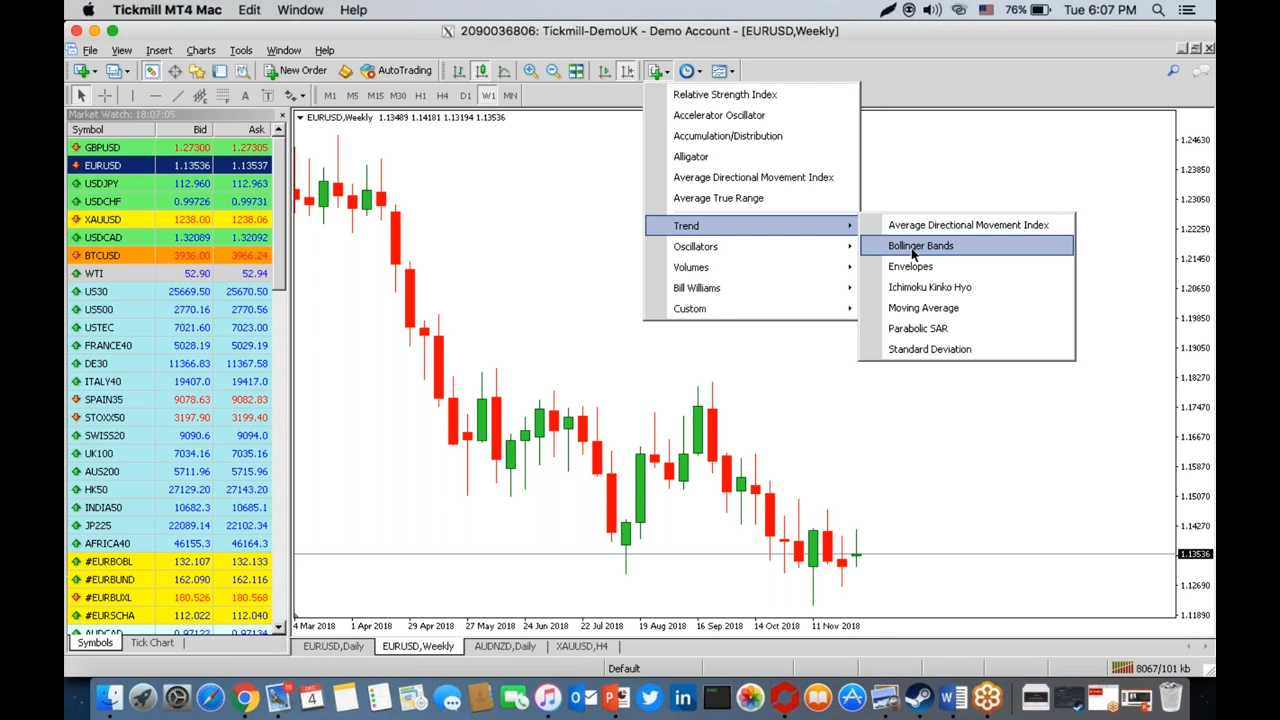 Tickmill MT4 Mac Edit Window Help 76% Tue 6:07 PM
2090036806: Tickmill-DemoUK - Demo Account - [EURUSD,Weekly]
File View Insert Charts Tools Window Help
New Order AutoTrading
M1 M5 M15 M30 H1 H4 D1 W1 MN
Market Watch: 18:07:05
Symbol Bid Ask
GBPUSD 1.27300 1.27305
EURUSD 1.13536 1.13537
USDJPY 112.960 112.963
USDCHF 0.99726 0.99731
XAUUSD 1238.00 1238.06
USDCAD 1.32089 1.32092
BTCUSD 3936.00 3966.24
WTI 52.90 52.94
US30 25669.50 25670.50
US500 2770.16 2770.56
USTEC 7021.60 7023.00
FRANCE40 5028.19 5029.19
DE30 11366.83 11367.58
ITALY40 19407.0 19417.0
SPAIN35 9078.63 9082.83
STOXX50 3197.90 3199.40
SWISS20 9090.6 9094.0
UK100 7034.16 7035.16
AUS200 5711.96 5715.96
HK50 27129.20 27143.20
INDIA50 10682.3 10685.1
JP225 22089.14 22102.34
AFRICA40 46155.3 46164.3
#EURBOBL 132.107 132.133
#EURBUND 162.090 162.116
#EURBUXL 180.526 180.568
#EURSCHA 112.022 112.040
AUDCAD 0.97122 0.97134
Symbols Tick Chart
EURUSD,Weekly 1.13489 1.14181 1.13194 1.13536
Relative Strength Index
Accelerator Oscillator
Accumulation/Distribution
Alligator
Average Directional Movement Index
Average True Range
Trend
Oscillators
Volumes
Bill Williams
Custom
Average Directional Movement Index
Bollinger Bands
Envelopes
Ichimoku Kinko Hyo
Moving Average
Parabolic SAR
Standard Deviation
1.24630
1.23850
1.23050
1.22250
1.21450
1.20650
1.19850
1.19050
1.18270
1.17470
1.16670
1.15870
1.15070
1.14270
1.13536
1.12690
1.11890
4 Mar 2018 1 Apr 2018 29 Apr 2018 27 May 2018 24 Jun 2018 22 Jul 2018 19 Aug 2018 16 Sep 2018 14 Oct 2018 11 Nov 2018
EURUSD,Daily EURUSD,Weekly AUDNZD,Daily XAUUSD,H4
Default 8067/101 kb